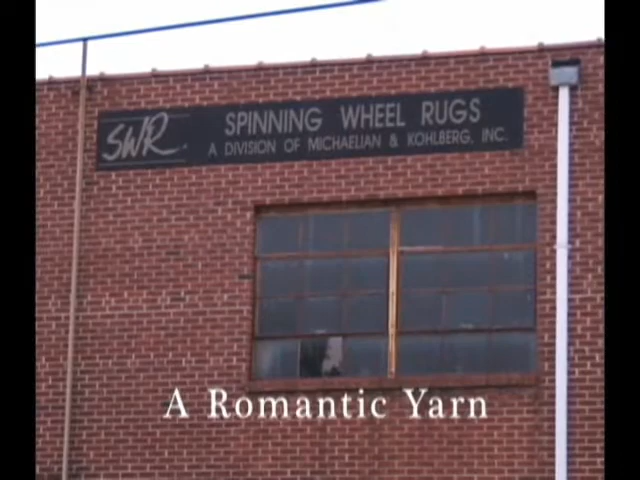 SWR
SPINNING WHEEL RUGS
A DIVISION OF MICHAELIAN & KOHLBERG, INC.
A Romantic Yarn